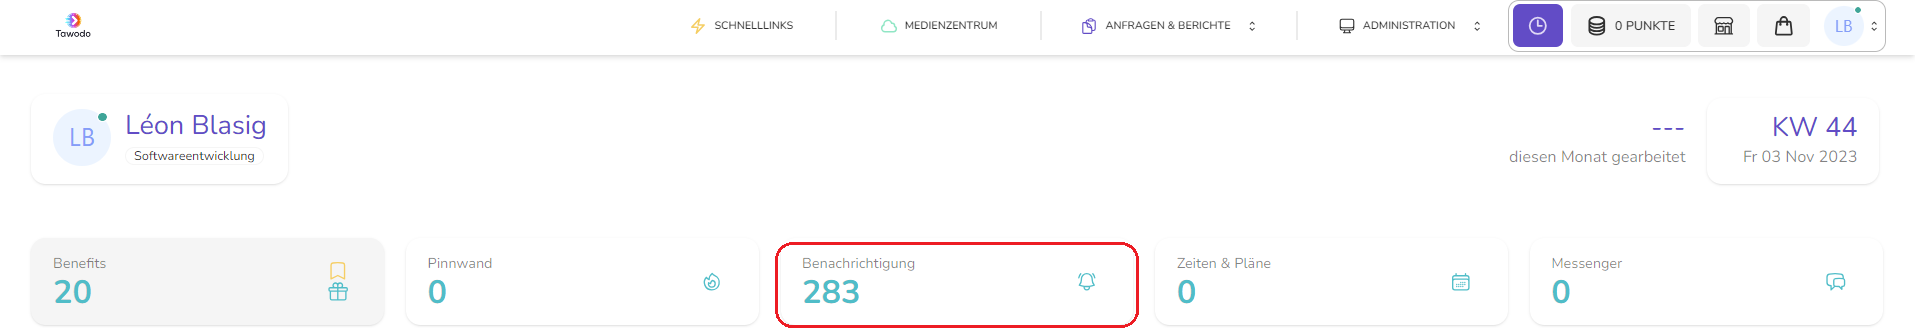 Tawodo
SCHNELLLINKS
MEDIENZENTRUM
ANFRAGEN & BERICHTE
ADMINISTRATION
0 PUNKTE
LB
LB
Léon Blasig
Softwareentwicklung
---
diesen Monat gearbeitet
KW 44
Fr 03 Nov 2023
Benefits
20
Pinnwand
0
Benachrichtigung
283
Zeiten & Pläne
0
Messenger
0